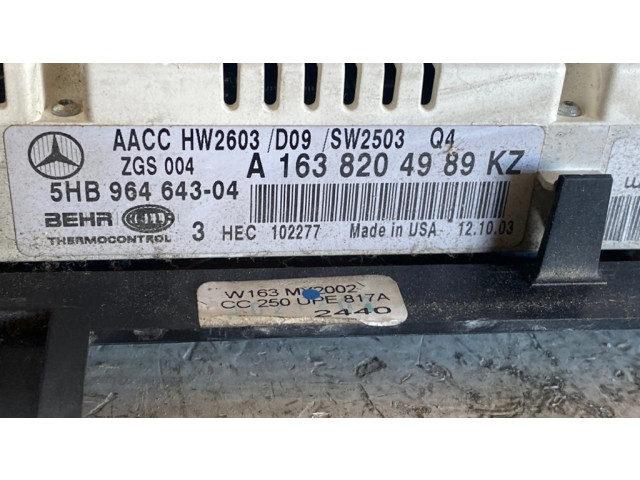 AACC HW2603 /D09 /SW2503 Q4
ZGS 004 A 163 820 49 89 KZ
5HB 964 643-04
BEHR
THERMOCONTROL
3 HEC 102277 Made in USA 12.10.03
W163 MY2002
CC 250 UPE 817A
2440